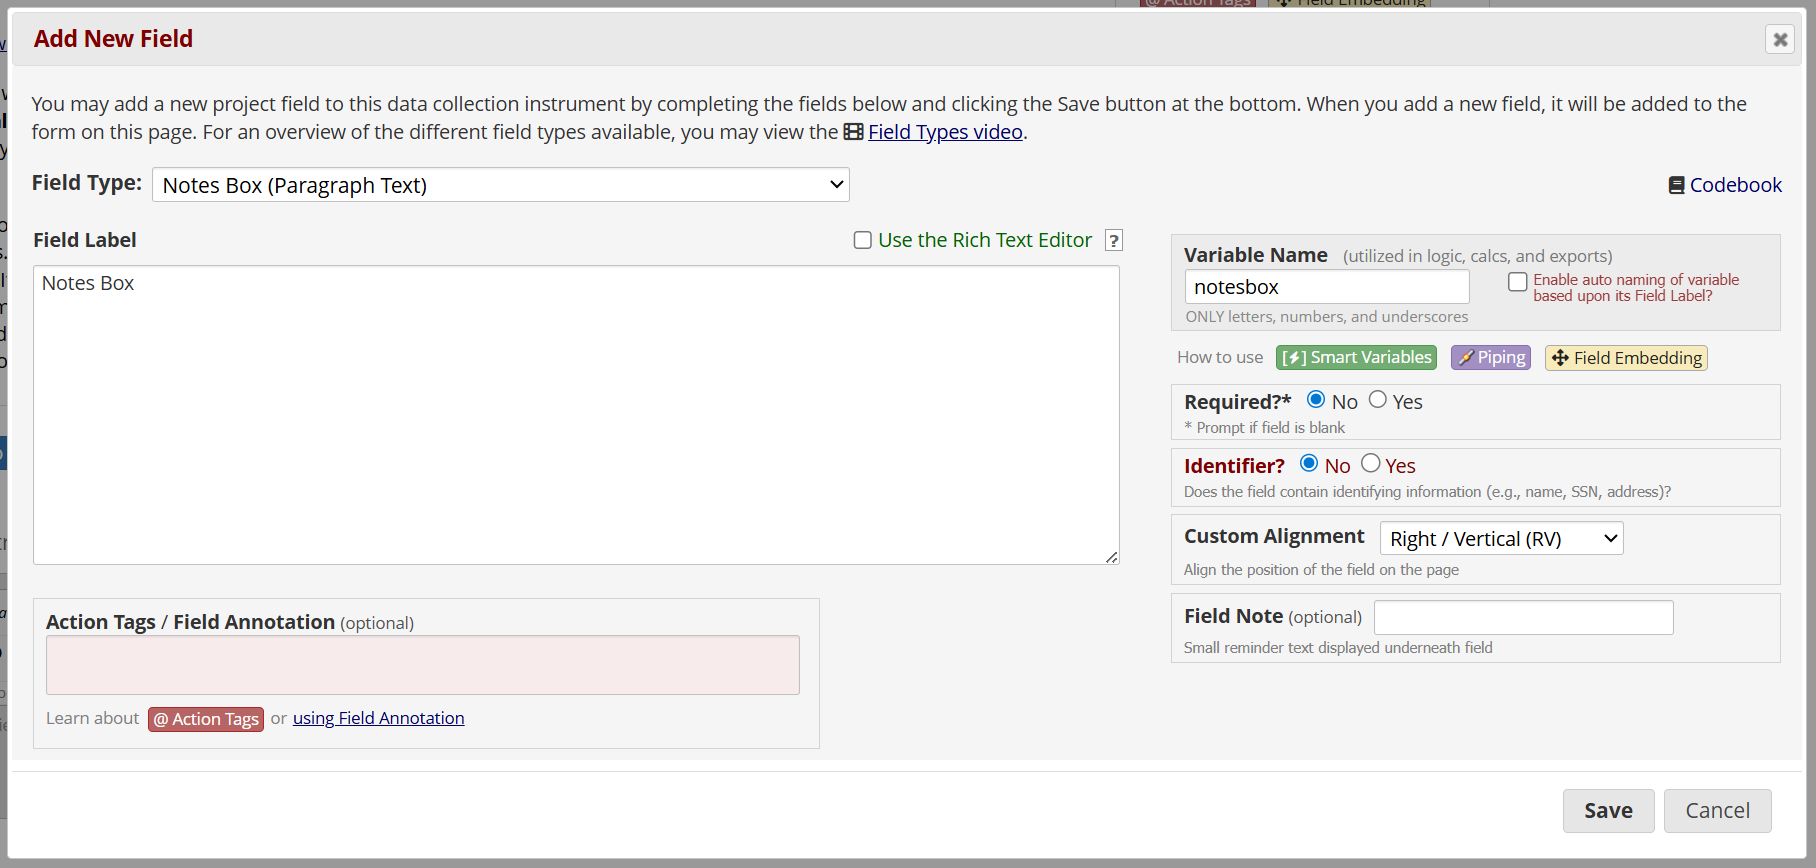 @ Action Tags Field Embedding
Add New Field
You may add a new project field to this data collection instrument by completing the fields below and clicking the Save button at the bottom. When you add a new field, it will be added to the
form on this page. For an overview of the different field types available, you may view the Field Types video.
Field Type: Notes Box (Paragraph Text)
Codebook
Field Label
Use the Rich Text Editor ?
Notes Box
Variable Name (utilized in logic, calcs, and exports)
notesbox
Enable auto naming of variable
based upon its Field Label?
ONLY letters, numbers, and underscores
How to use [⚡] Smart Variables Piping Field Embedding
Required?* No Yes
* Prompt if field is blank
Identifier? No Yes
Does the field contain identifying information (e.g., name, SSN, address)?
Custom Alignment Right / Vertical (RV)
Align the position of the field on the page
Field Note (optional)
Small reminder text displayed underneath field
Action Tags / Field Annotation (optional)
Learn about @ Action Tags or using Field Annotation
Save Cancel